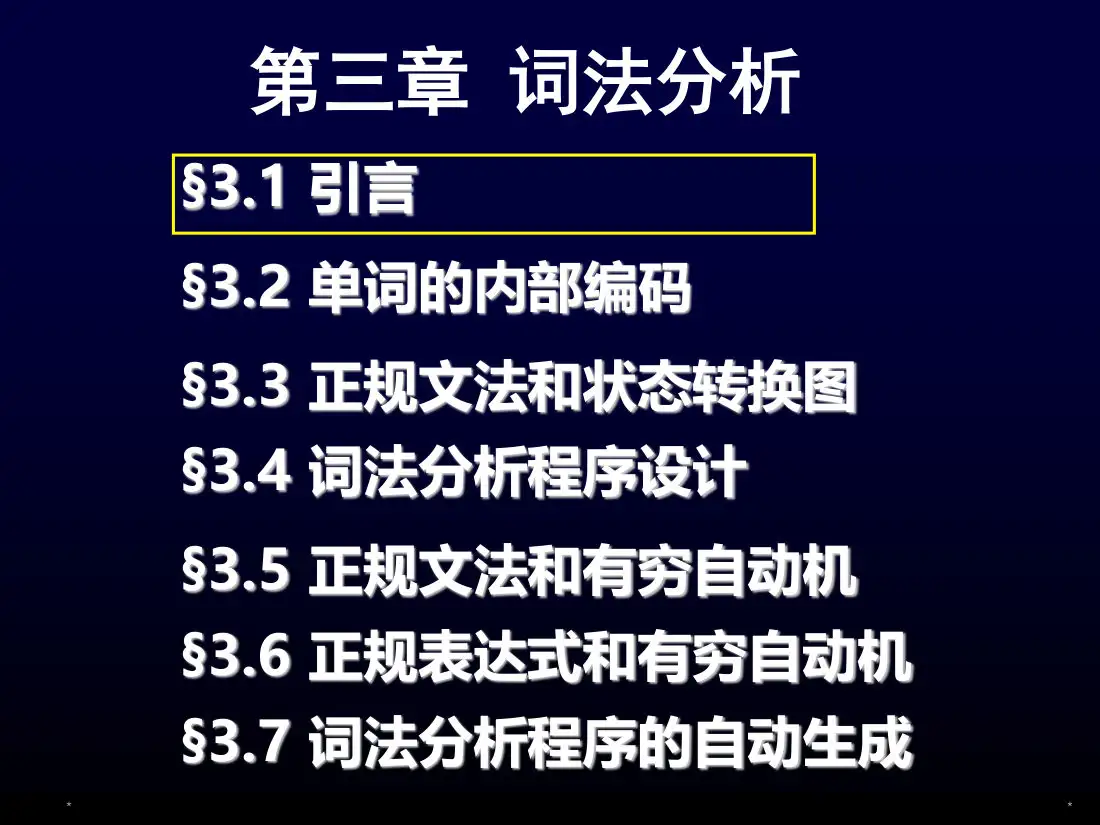 第三章 词法分析
§3.1 引言
§3.2 单词的内部编码
§3.3 正规文法和状态转换图
§3.4 词法分析程序设计
§3.5 正规文法和有穷自动机
§3.6 正规表达式和有穷自动机
§3.7 词法分析程序的自动生成
* *